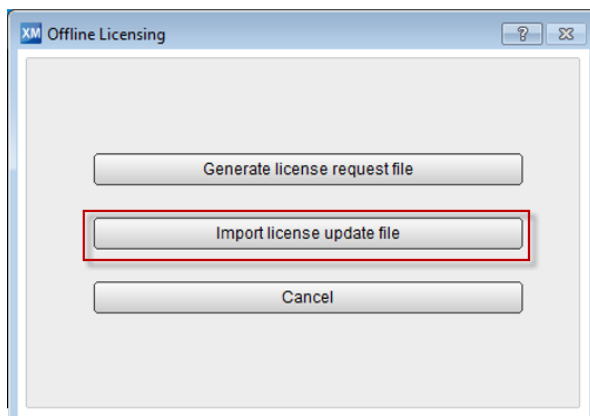 XM Offline Licensing ?
Generate license request file
Import license update file
Cancel